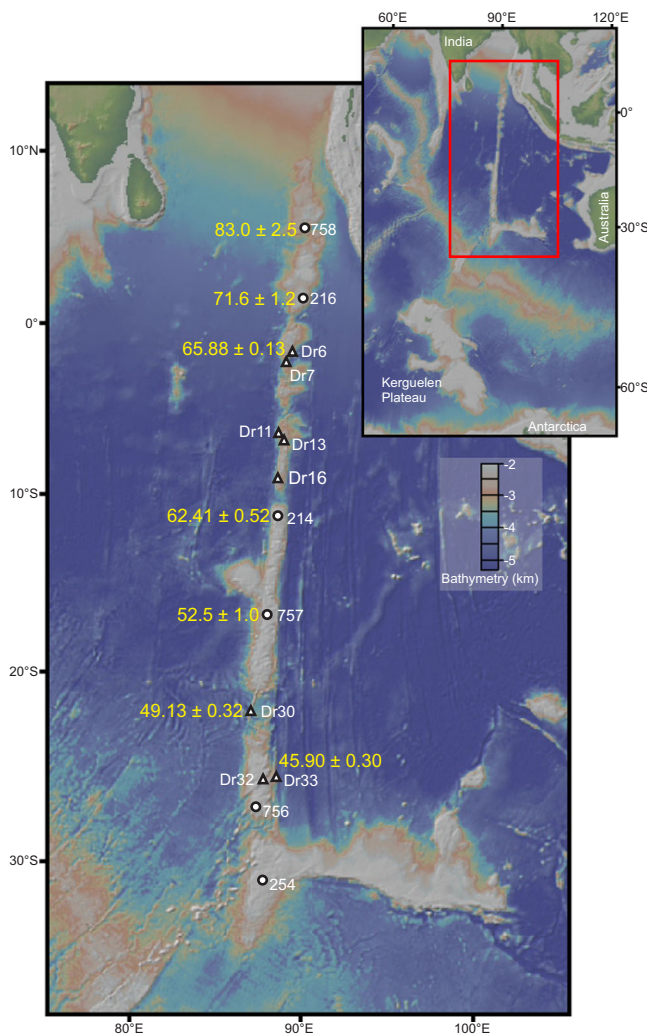 60°E
90°E
120°E
India
0°
Australia
30°S
Kerguelen
Plateau
60°S
Antarctica
10°N
83.0 ± 2.5
758
71.6 ± 1.2
216
0°
65.88 ± 0.13
Dr6
Dr7
Dr11
Dr13
-2
-3
-4
-5
Bathymetry (km)
Dr16
10°S
62.41 ± 0.52
214
52.5 ± 1.0
757
20°S
49.13 ± 0.32
Dr30
45.90 ± 0.30
Dr32
Dr33
756
30°S
254
80°E
90°E
100°E